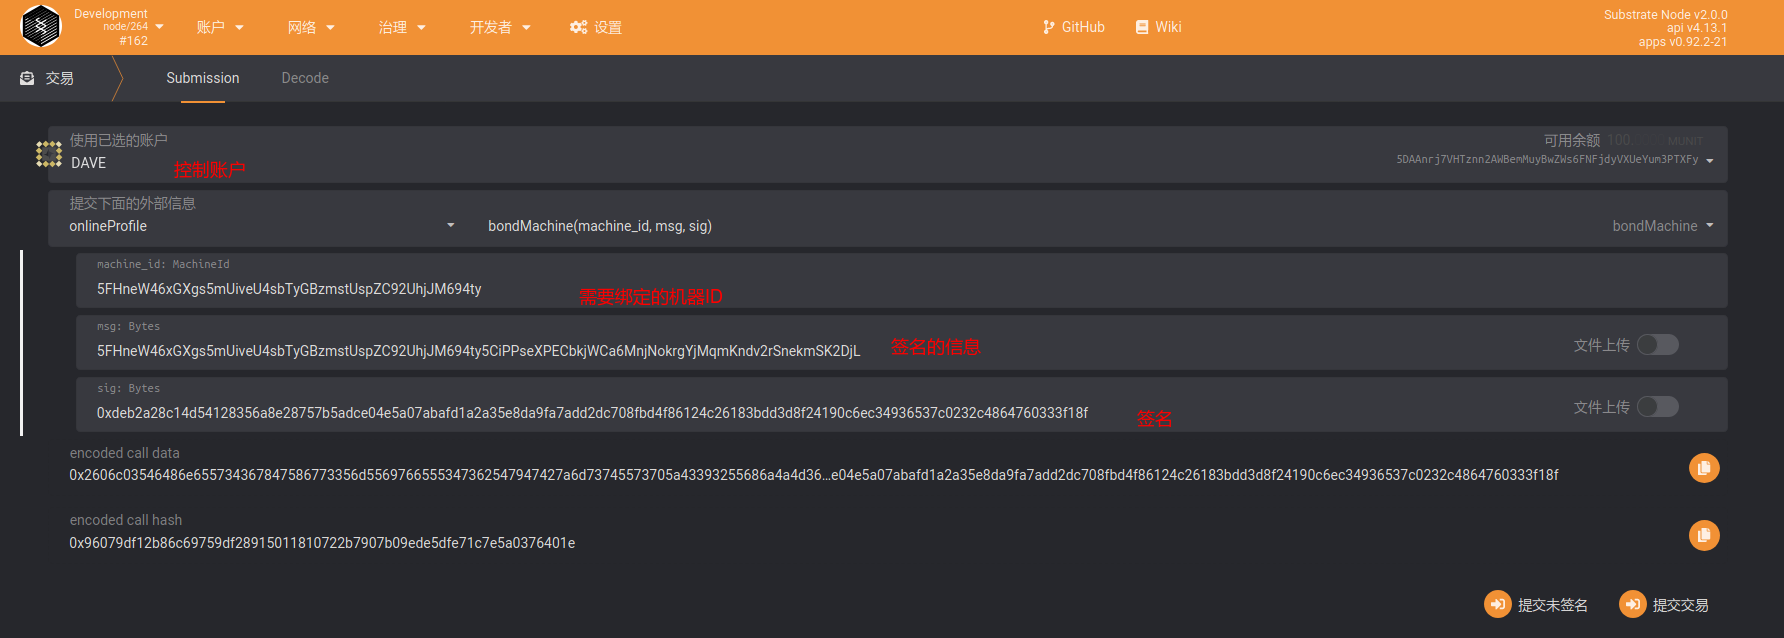 Development
node/264
#162
账户
网络
治理
开发者
设置
GitHub
Wiki
Substrate Node v2.0.0
api v4.13.1
apps v0.92.2-21
交易
Submission
Decode
使用已选的账户
DAVE
控制账户
可用余额
MUNIT
5DAAnrj7VHTznn2AWBemMuyBwZWs6FNFjdyVXUeYum3PTXFy
提交下面的外部信息
onlineProfile
bondMachine(machine_id, msg, sig)
bondMachine
machine_id: MachineId
5FHneW46xGXgs5mUiveU4sbTyGBzmstUspZC92UhjJM694ty
需要绑定的机器ID
msg: Bytes
5FHneW46xGXgs5mUiveU4sbTyGBzmstUspZC92UhjJM694ty5CiPPseXPECbkjWCa6MnjNokrgYjMqmKndv2rSnekmSK2DjL
签名的信息
文件上传
sig: Bytes
0xdeb2a28c14d54128356a8e28757b5adce04e5a07abafd1a2a35e8da9fa7add2dc708fbd4f86124c26183bdd3d8f24190c6ec34936537c0232c4864760333f18f
签名
文件上传
encoded call data
0x2606c03546486e655734367847586773356d5569766555347362547947427a6d73745573705a43393255686a4a4d36…e04e5a07abafd1a2a35e8da9fa7add2dc708fbd4f86124c26183bdd3d8f24190c6ec34936537c0232c4864760333f18f
encoded call hash
0x96079df12b86c69759df28915011810722b7907b09ede5dfe71c7e5a0376401e
提交未签名
提交交易